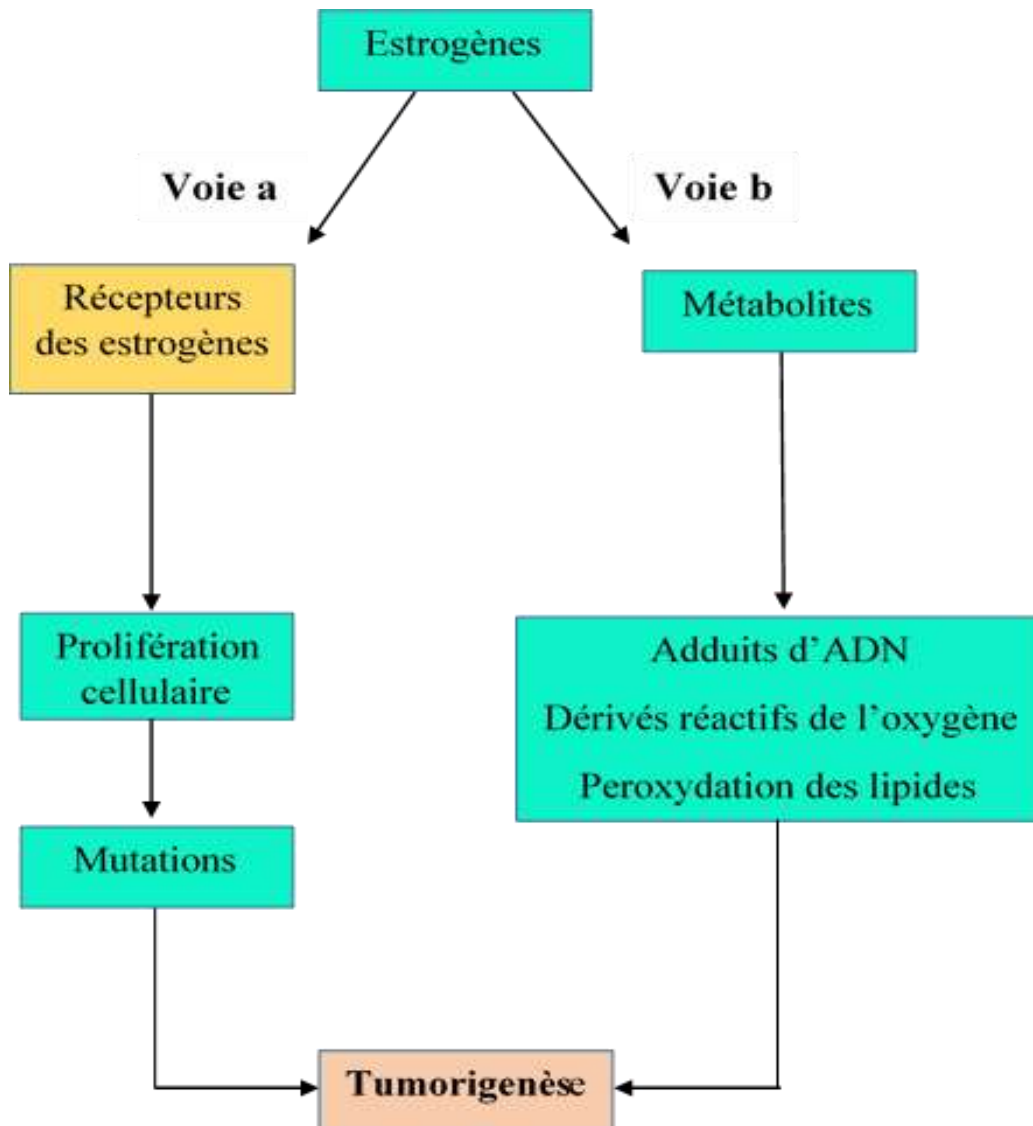 Estrogènes
Voie a
Voie b
Récepteurs
des estrogènes
Métabolites
Prolifération
cellulaire
Adduits d’ADN
Dérivés réactifs de l’oxygène
Peroxydation des lipides
Mutations
Tumorigenèse